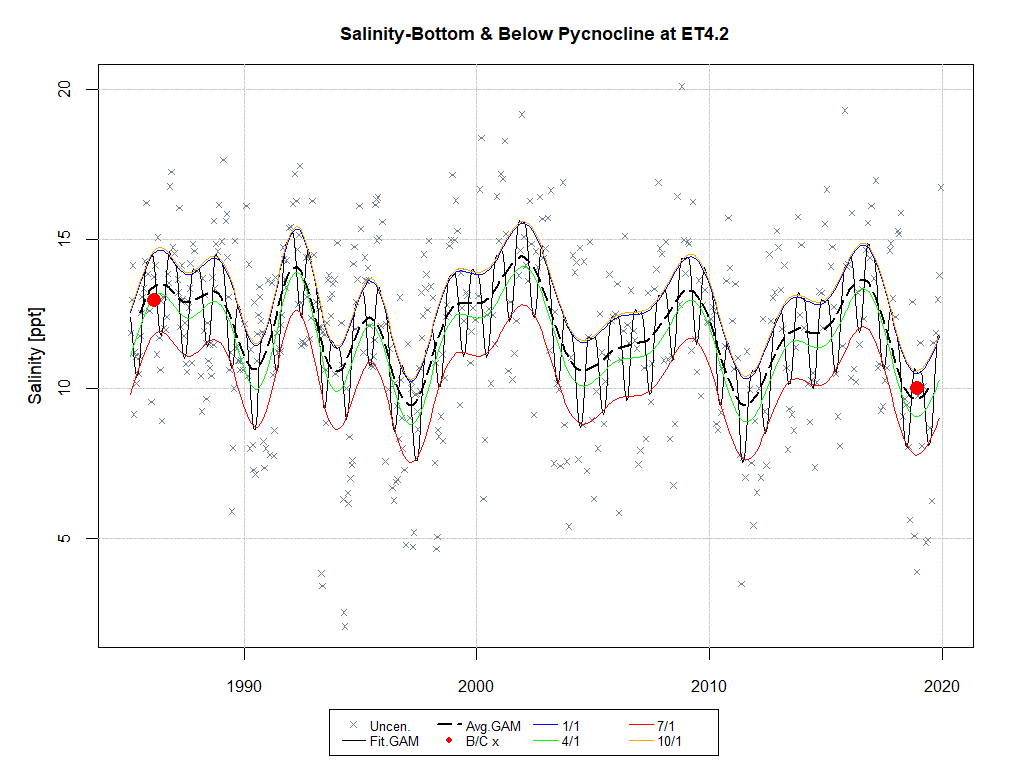 Salinity-Bottom & Below Pycnocline at ET4.2
Salinity [ppt]
20
15
10
5
1990
2000
2010
2020
Uncen. Avg.GAM 1/1 7/1
Fit.GAM B/C x 4/1 10/1